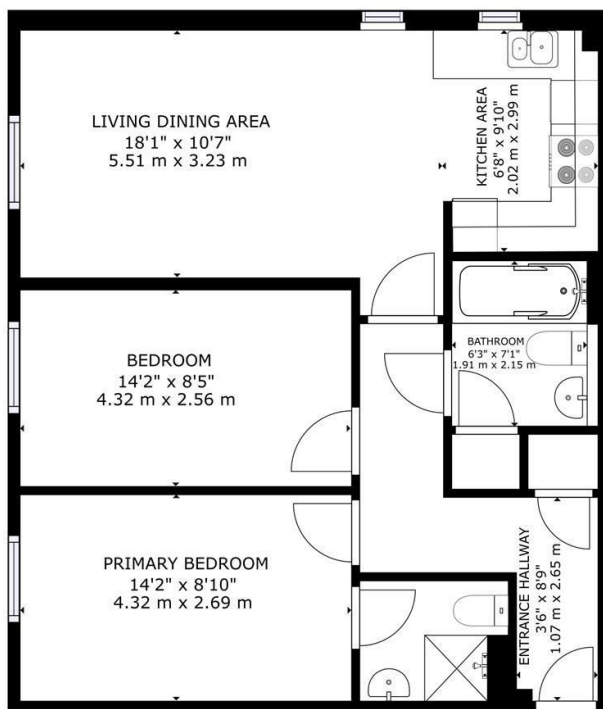 LIVING DINING AREA
18'1" x 10'7"
5.51 m x 3.23 m
KITCHEN AREA
6'8" x 9'10"
2.02 m x 2.99 m
BEDROOM
14'2" x 8'5"
4.32 m x 2.56 m
BATHROOM
6'3" x 7'1"
1.91 m x 2.15 m
PRIMARY BEDROOM
14'2" x 8'10"
4.32 m x 2.69 m
ENTRANCE HALLWAY
3'6" x 8'9"
1.07 m x 2.65 m